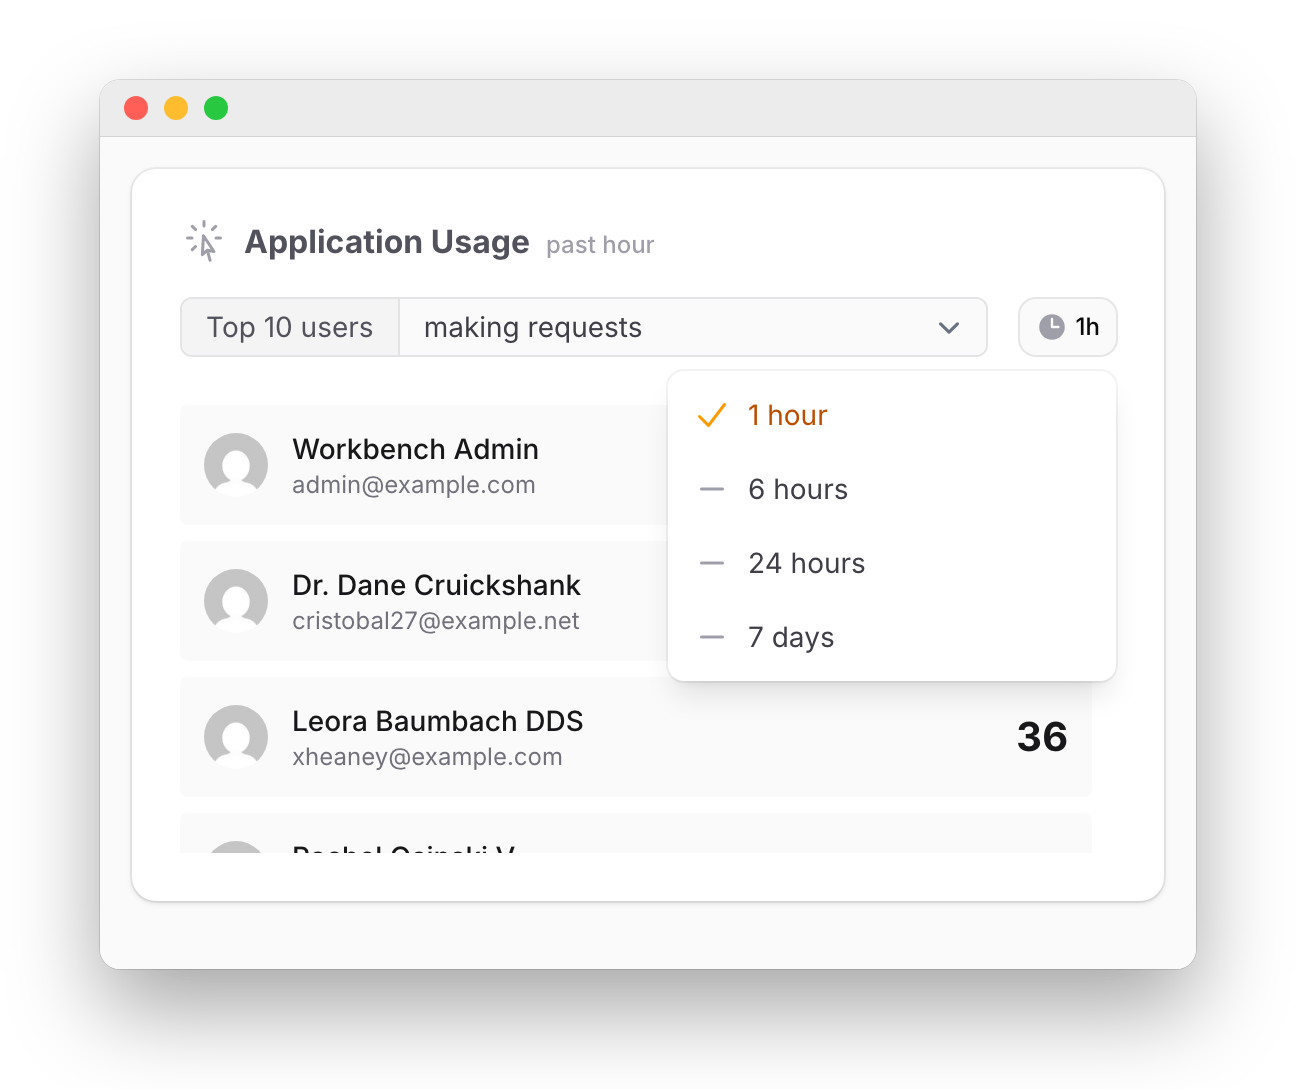 Application Usage past hour
Top 10 users making requests 1h
1 hour
6 hours
24 hours
7 days
Workbench Admin
admin@example.com
Dr. Dane Cruickshank
cristobal27@example.net
Leora Baumbach DDS
xheaney@example.com
36